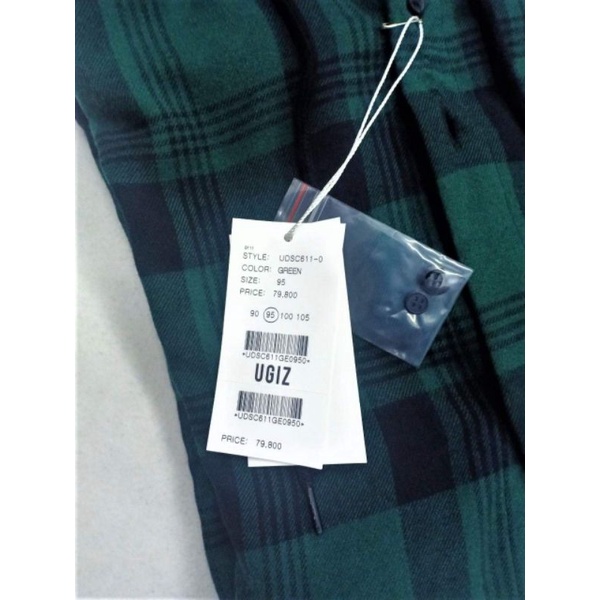 STYLE: UDSC611-0
COLOR: GREEN
SIZE: 95
PRICE: 79,800
90 95 100 105
*UDSC611GE0950*
UGIZ
*UDSC611GE0950*
PRICE: 79,800